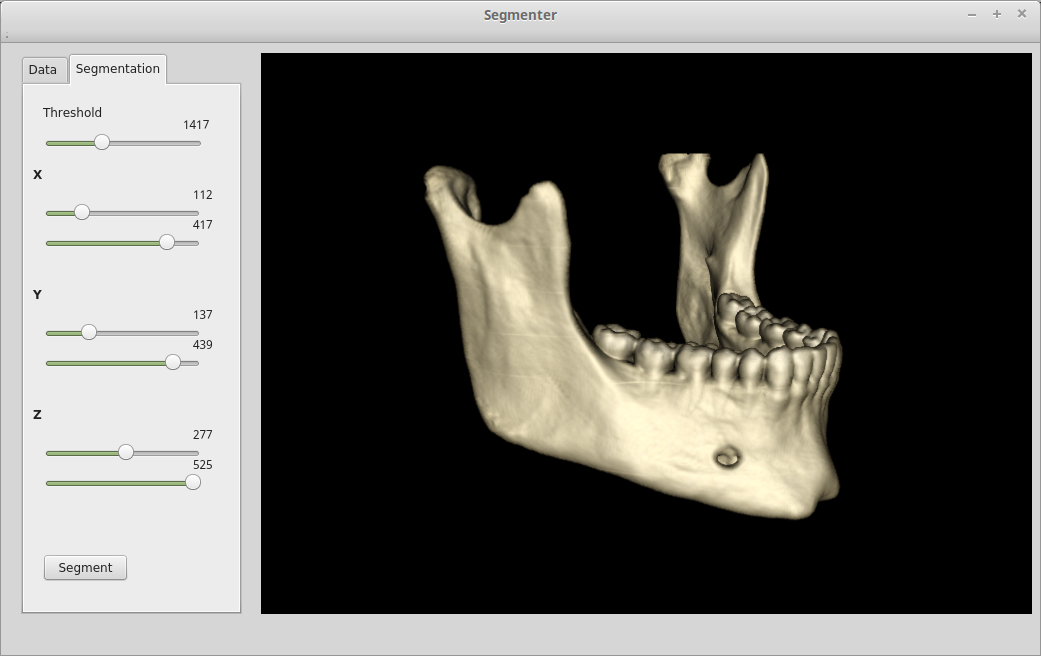 Segmenter
Data
Segmentation
Threshold
1417
X
112
417
Y
137
439
Z
277
525
Segment